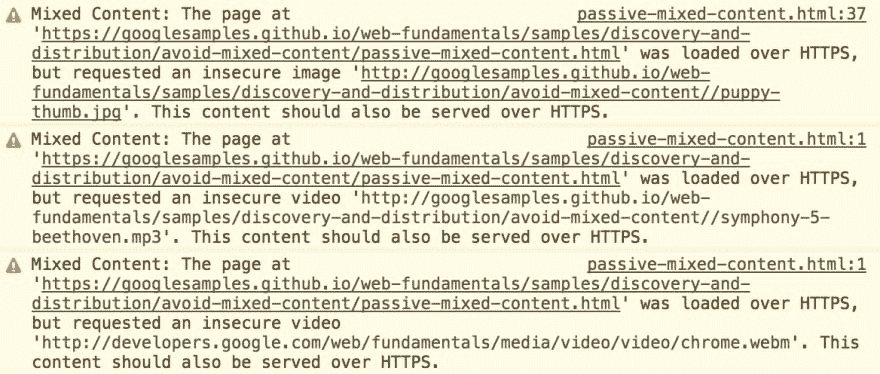 Mixed Content: The page at passive-mixed-content.html:37
'https://googlesamples.github.io/web-fundamentals/samples/discovery-and-
distribution/avoid-mixed-content/passive-mixed-content.html' was loaded over HTTPS,
but requested an insecure image 'http://googlesamples.github.io/web-
fundamentals/samples/discovery-and-distribution/avoid-mixed-content//puppy-
thumb.jpg'. This content should also be served over HTTPS.
Mixed Content: The page at passive-mixed-content.html:1
'https://googlesamples.github.io/web-fundamentals/samples/discovery-and-
distribution/avoid-mixed-content/passive-mixed-content.html' was loaded over HTTPS,
but requested an insecure video 'http://googlesamples.github.io/web-
fundamentals/samples/discovery-and-distribution/avoid-mixed-content//symphony-5-
beethoven.mp3'. This content should also be served over HTTPS.
Mixed Content: The page at passive-mixed-content.html:1
'https://googlesamples.github.io/web-fundamentals/samples/discovery-and-
distribution/avoid-mixed-content/passive-mixed-content.html' was loaded over HTTPS,
but requested an insecure video
'http://developers.google.com/web/fundamentals/media/video/video/chrome.webm'. This
content should also be served over HTTPS.